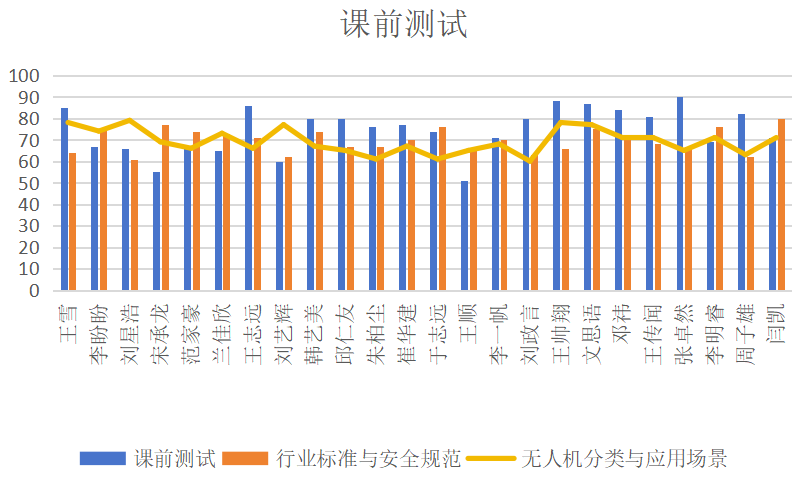 课前测试
100
90
80
70
60
50
40
30
20
10
0
王雪
李盼盼
刘星浩
宋承龙
范家豪
兰佳欣
王志远
刘艺辉
韩艺美
邱仁友
朱柏尘
崔华建
于志远
王顺
李一帆
刘政言
王帅翔
文思语
邓祎
王传闻
张卓然
李明睿
周子雄
闫凯
课前测试 行业标准与安全规范 无人机分类与应用场景